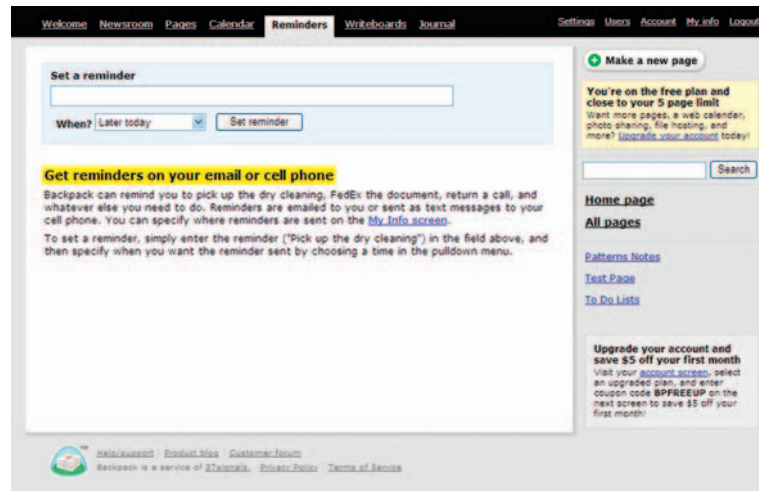 Welcome Newsroom Pages Calendar Reminders Writeboards Journal
Settings Users Account My info Logout
Set a reminder
When? Later today Set reminder
Get reminders on your email or cell phone
Backpack can remind you to pick up the dry cleaning, FedEx the document, return a call, and
whatever else you need to do. Reminders are emailed to you or sent as text messages to your
cell phone. You can specify where reminders are sent on the My Info screen.
To set a reminder, simply enter the reminder ("Pick up the dry cleaning") in the field above, and
then specify when you want the reminder sent by choosing a time in the pulldown menu.
Make a new page
You're on the free plan and
close to your 5 page limit
Want more pages, a web calender,
photo sharing, file hosting, and
more? Upgrade your account today!
Search
Home page
All pages
Patterns Notes
Test Page
To Do Lists
Upgrade your account and
save $5 off your first month
Visit your account screen, select
an upgraded plan, and enter
coupon code BPFREEUP on the
next screen to save $5 off your
first month!
Help/support Product blog Customer forum
Backpack is a service of 37signals. Privacy Policy Terms of Service